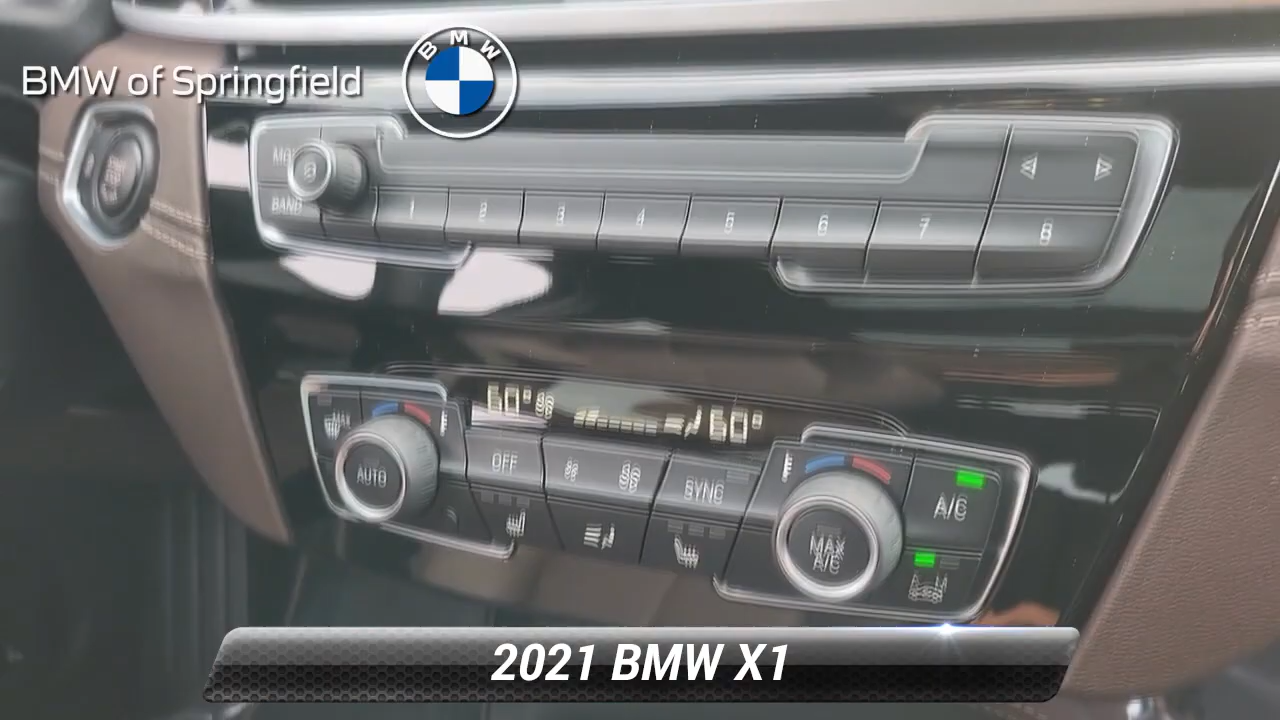 BMW of Springfield
BMW
BAND
1 2 3 4 5 6 7 8
60° 60°
AUTO
OFF
SYNC
MAX
A/C
A/C
2021 BMW X1